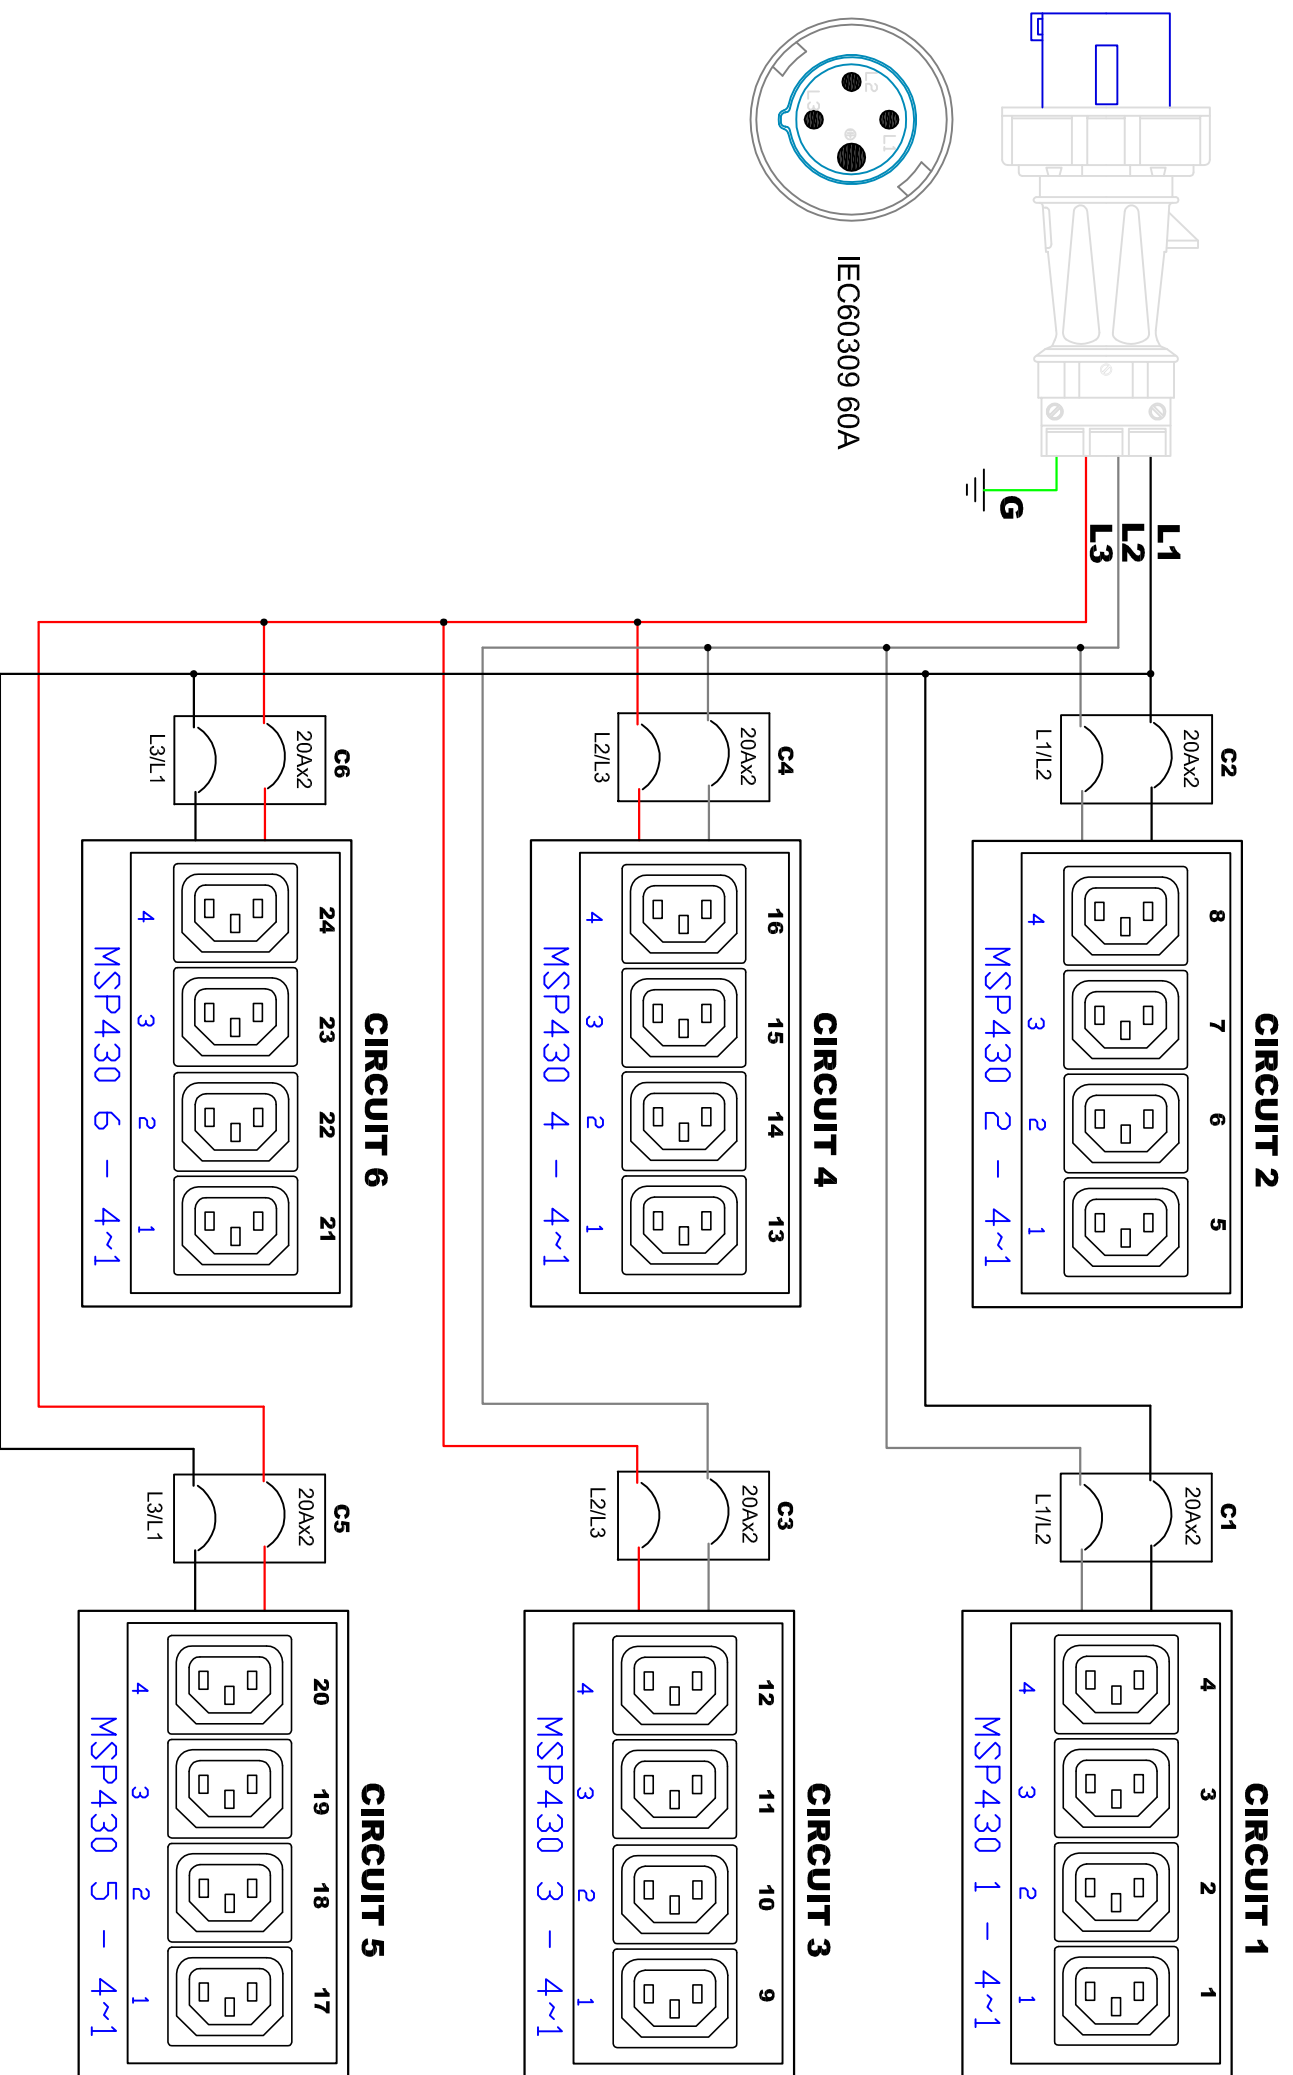 L1
L2
L3
IEC60309 60A
L1
L2
L3
G
C2
20Ax2
L1/L2
C4
20Ax2
L2/L3
C6
20Ax2
L3/L1
CIRCUIT 2
8 7 6 5
4 3 2 1
MSP430 2 - 4~1
CIRCUIT 4
16 15 14 13
4 3 2 1
MSP430 4 - 4~1
CIRCUIT 6
24 23 22 21
4 3 2 1
MSP430 6 - 4~1
C1
20Ax2
L1/L2
C3
20Ax2
L2/L3
C5
20Ax2
L3/L1
CIRCUIT 1
4 3 2 1
4 3 2 1
MSP430 1 - 4~1
CIRCUIT 3
12 11 10 9
4 3 2 1
MSP430 3 - 4~1
CIRCUIT 5
20 19 18 17
4 3 2 1
MSP430 5 - 4~1